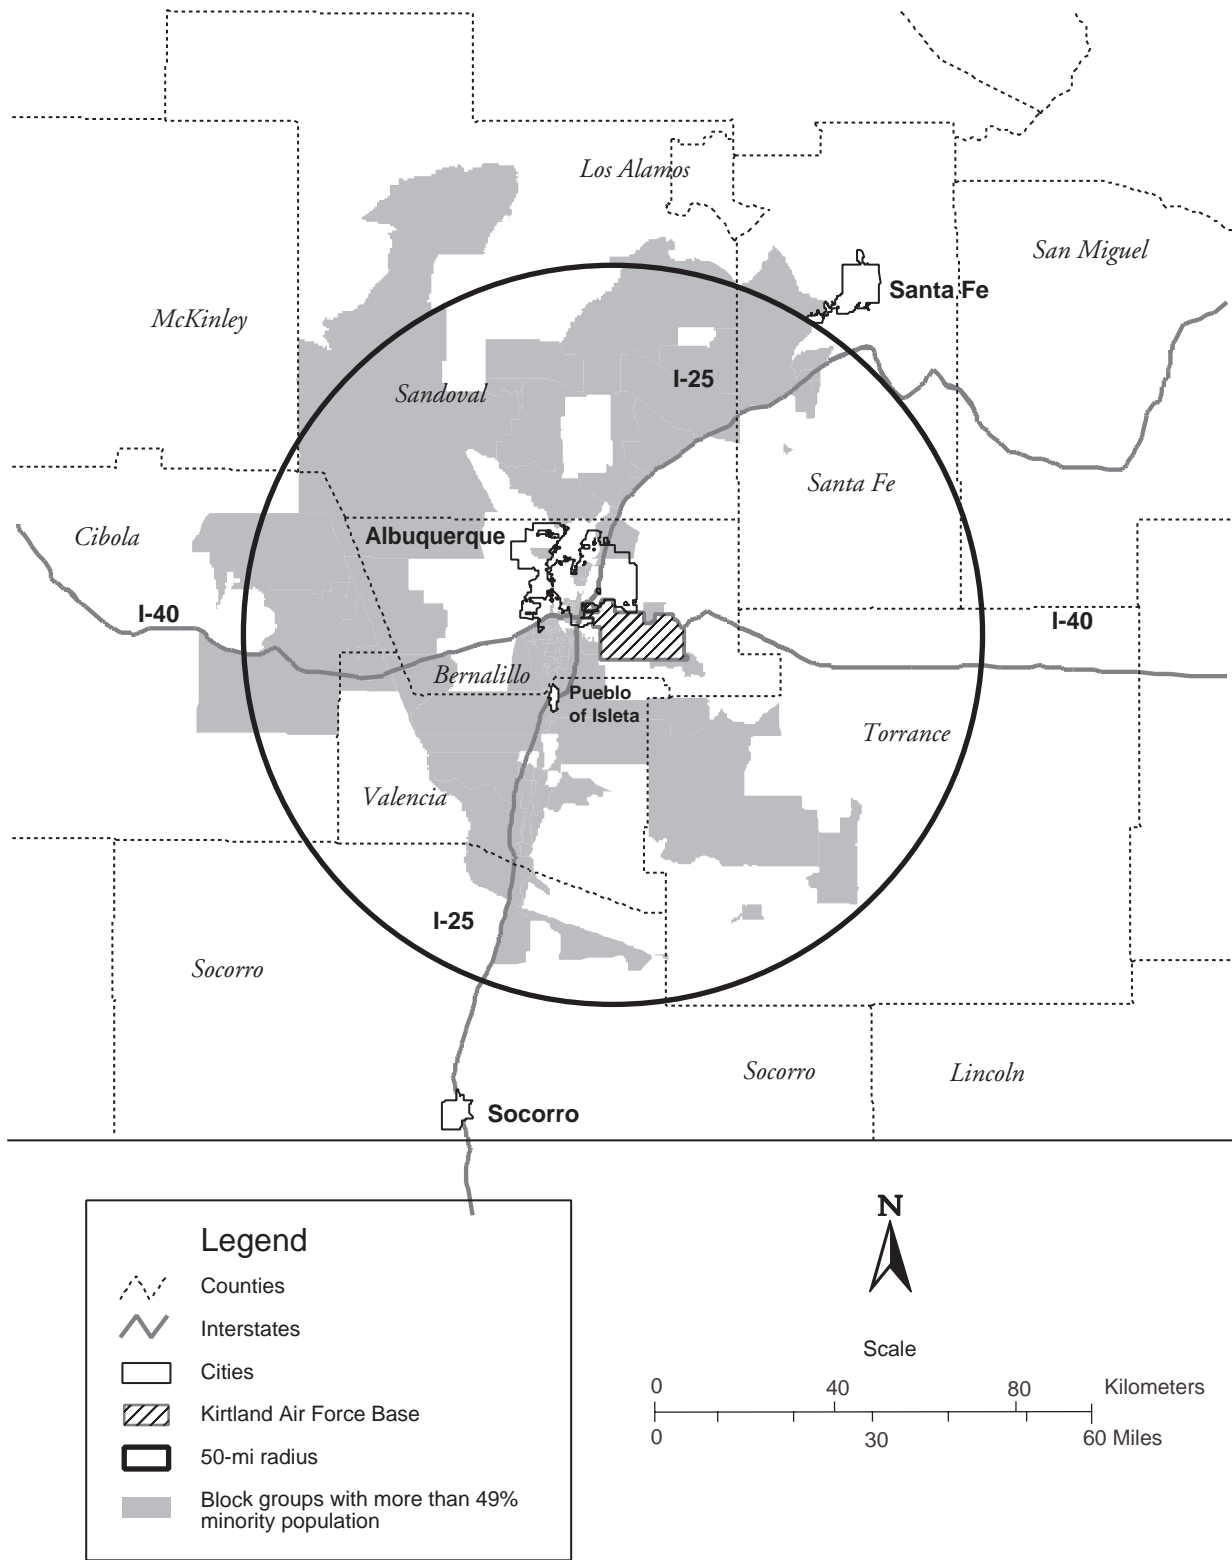 Los Alamos
San Miguel
Santa Fe
McKinley
I-25
Sandoval
Santa Fe
Albuquerque
Cibola
I-40
I-40
Bernalillo
Pueblo
of Isleta
Torrance
Valencia
I-25
Socorro
Socorro
Lincoln
Socorro
N
Legend
Counties
Interstates
Cities
Kirtland Air Force Base
50-mi radius
Block groups with more than 49%
minority population
Scale
0 40 80 Kilometers
0 30 60 Miles